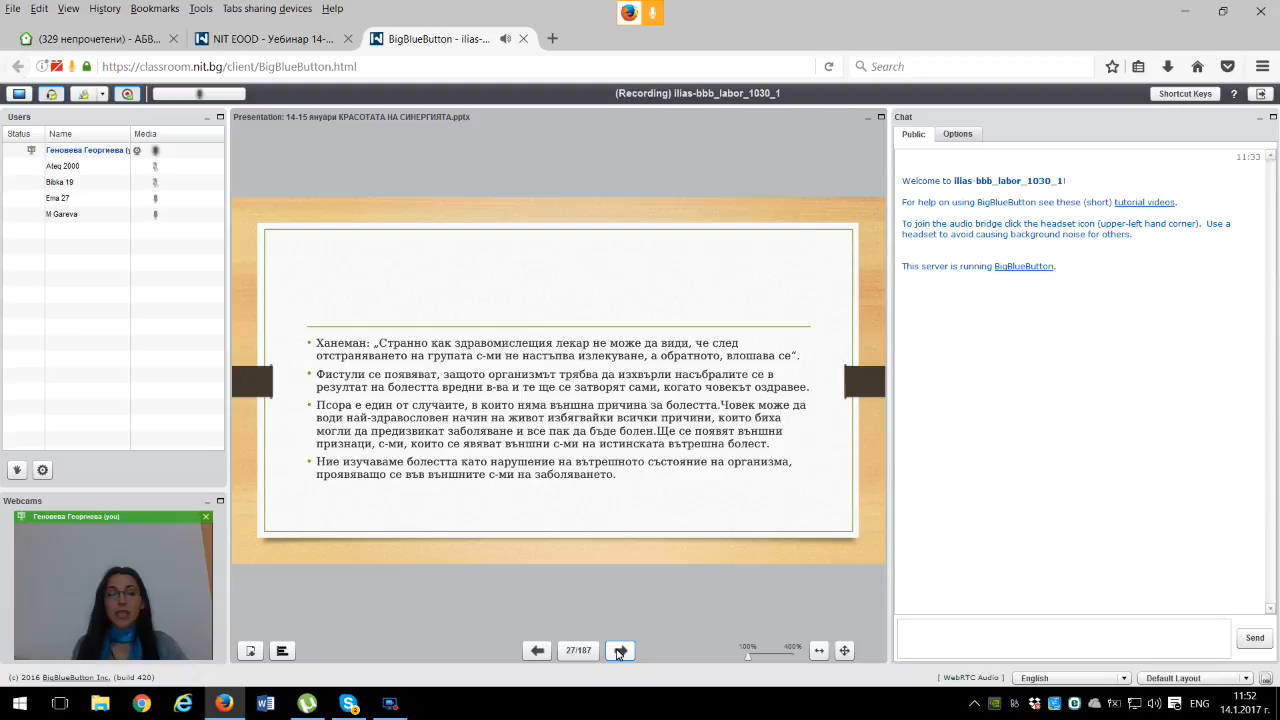 File Edit View History Bookmarks Tools Tabs sharing devices Help
(329 непрочетени) - АБВ...
NIT EOOD - Уебинар 14-...
BigBlueButton - ilias-...
https://classroom.nit.bg/client/BigBlueButton.html
Search
(Recording) ilias-bbb_labor_1030_1
Shortcut Keys
?
Users
Status Name Media
Геновева Георгиева (y
Ateq 2000
Bibka 19
Ema 27
M Gareva
Webcams
Геновева Георгиева (you)
Presentation: 14-15 януари КРАСОТАТА НА СИНЕРГИЯТА.pptx
• Ханеман: „Странно как здравомислещия лекар не може да види, че след
отстраняването на групата с-ми не настъпва излекуване, а обратното, влошава се“.
• Фистули се появяват, защото организмът трябва да изхвърли насъбралите се в
резултат на болестта вредни в-ва и те ще се затворят сами, когато човекът оздравее.
• Псора е един от случаите, в които няма външна причина за болестта.Човек може да
води най-здравословен начин на живот избягвайки всички причини, които биха
могли да предизвикат заболяване и все пак да бъде болен.Ще се появят външни
признаци, с-ми, които се явяват външни с-ми на истинската вътрешна болест.
• Ние изучаваме болестта като нарушение на вътрешното състояние на организма,
проявяващо се във външните с-ми на заболяването.
27/187
100% 400%
Chat
Public Options
11:33
Welcome to ilias-bbb_labor_1030_1!
For help on using BigBlueButton see these (short) tutorial videos.
To join the audio bridge click the headset icon (upper-left hand corner). Use a
headset to avoid causing background noise for others.
This server is running BigBlueButton.
Send
(c) 2016 BigBlueButton Inc. (build 420)
[ WebRTC Audio ]
English
Default Layout
ENG
11:52
14.1.2017 г.